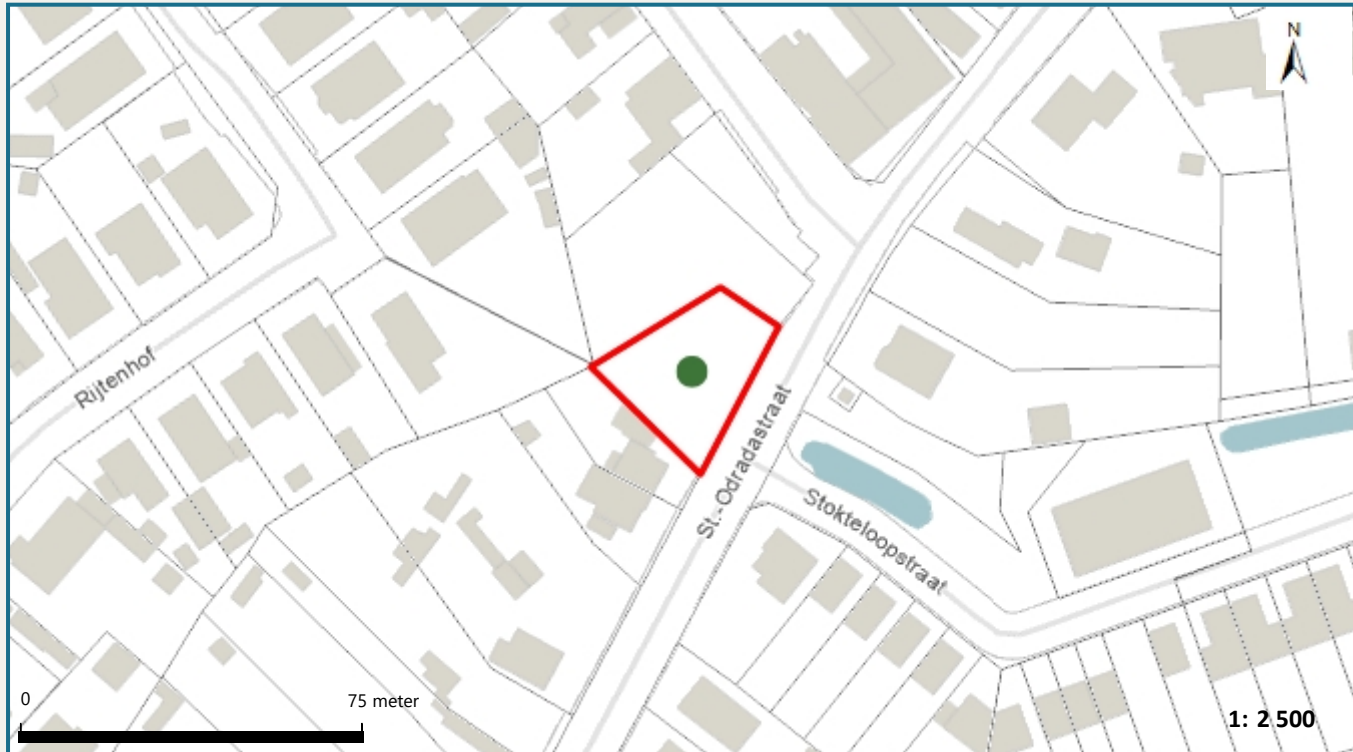 N
Rijtenhof
St.-Odradastraat
Stokteloopstraat
0
75 meter
1: 2 500